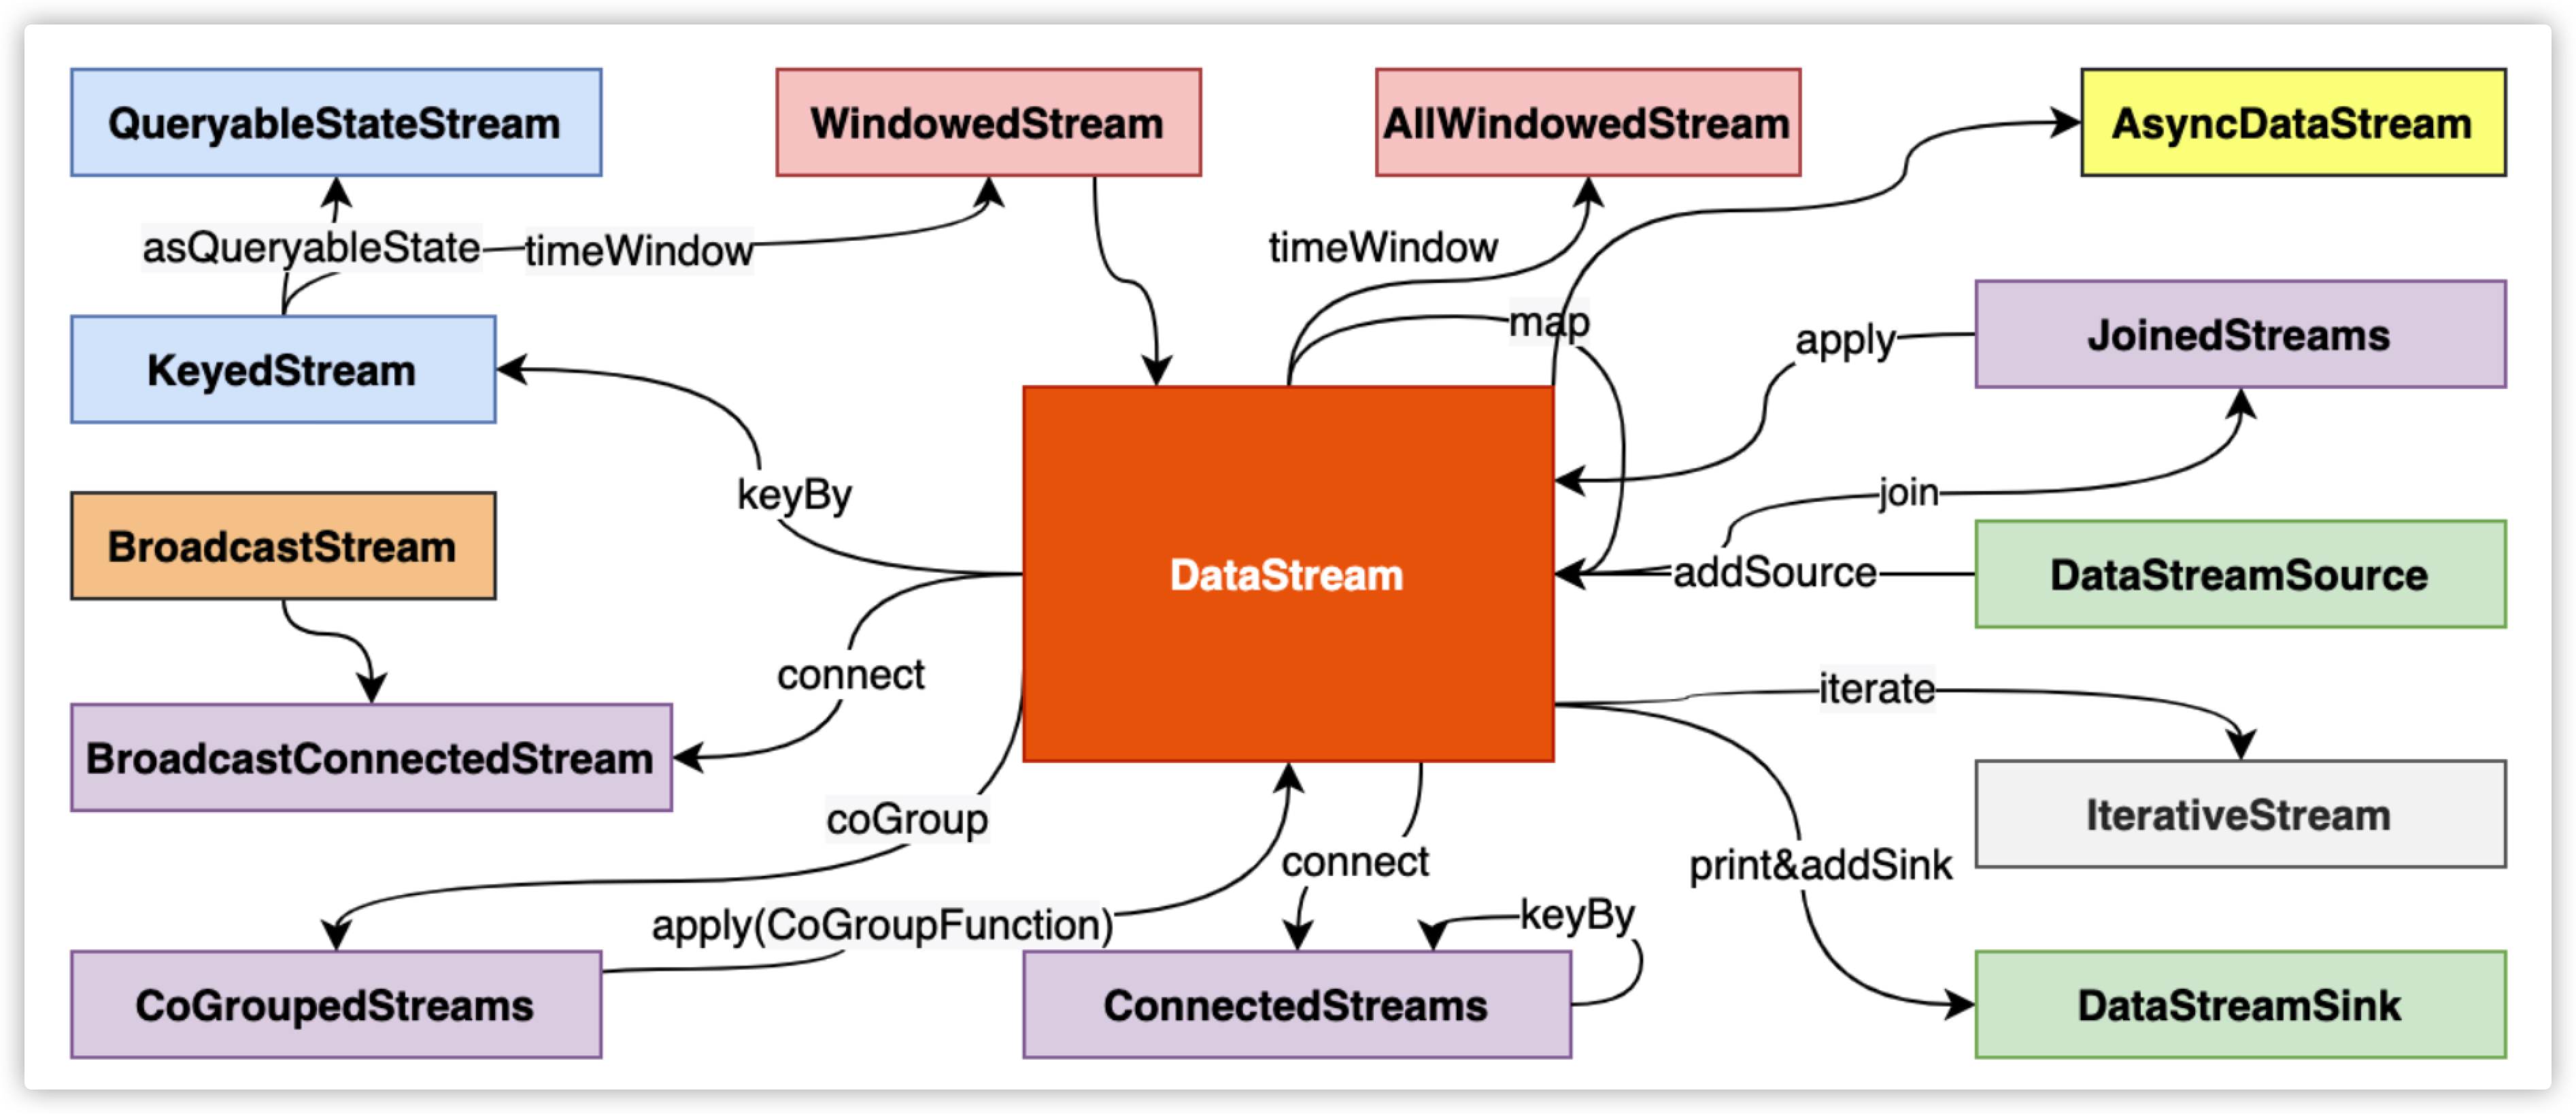 QueryableStateStream
WindowedStream
AllWindowedStream
AsyncDataStream
asQueryableState
timeWindow
timeWindow
map
apply
JoinedStreams
KeyedStream
keyBy
join
BroadcastStream
DataStream
addSource
DataStreamSource
connect
iterate
BroadcastConnectedStream
coGroup
IterativeStream
connect
print&addSink
apply(CoGroupFunction)
keyBy
CoGroupedStreams
ConnectedStreams
DataStreamSink